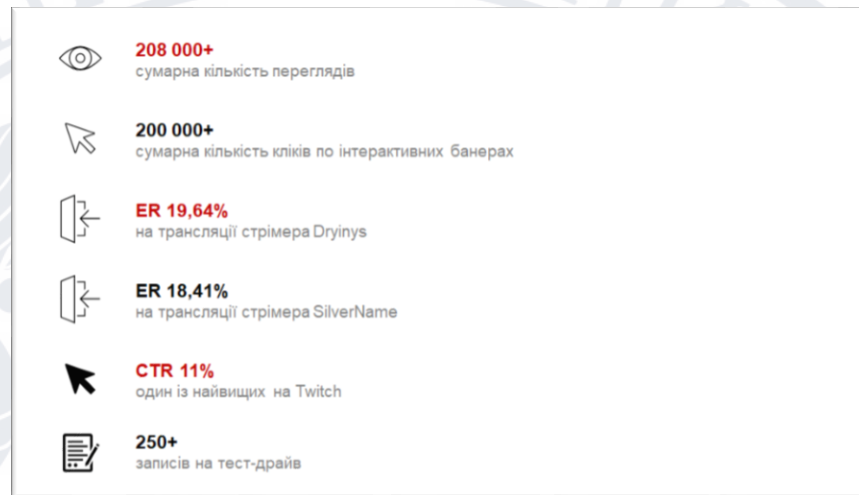 208 000+
сумарна кількість переглядів
200 000+
сумарна кількість кліків по інтерактивних банерах
ER 19,64%
на трансляції стрімера Dryinys
ER 18,41%
на трансляції стрімера SilverName
CTR 11%
один із найвищих на Twitch
250+
записів на тест-драйв